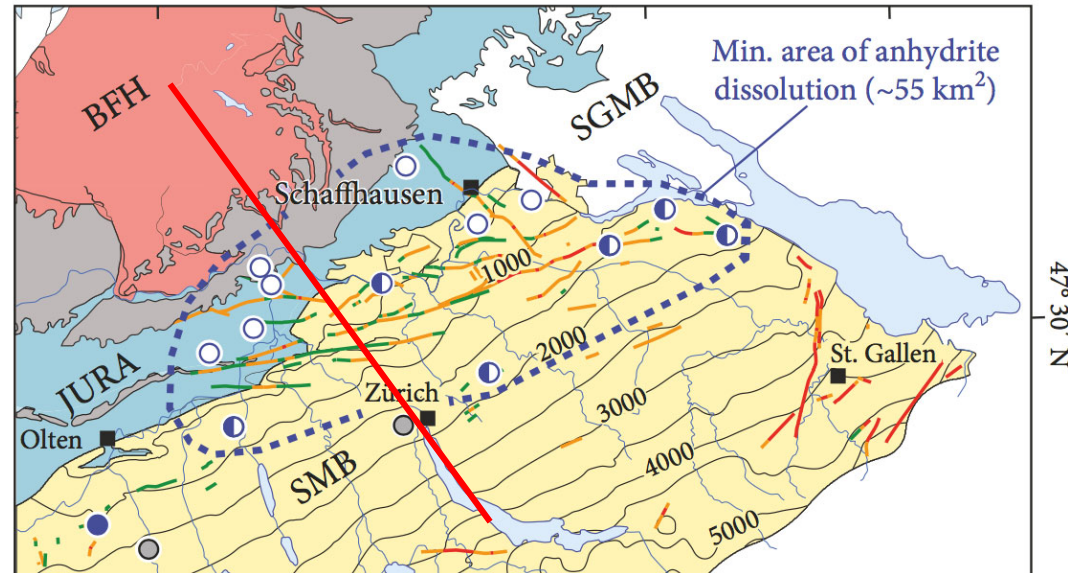 BFH
SGMB
Min. area of anhydrite
dissolution (~55 km²)
Schaffhausen
1000
47° 30' N
2000
JURA
Zürich
St. Gallen
3000
Olten
SMB
4000
5000